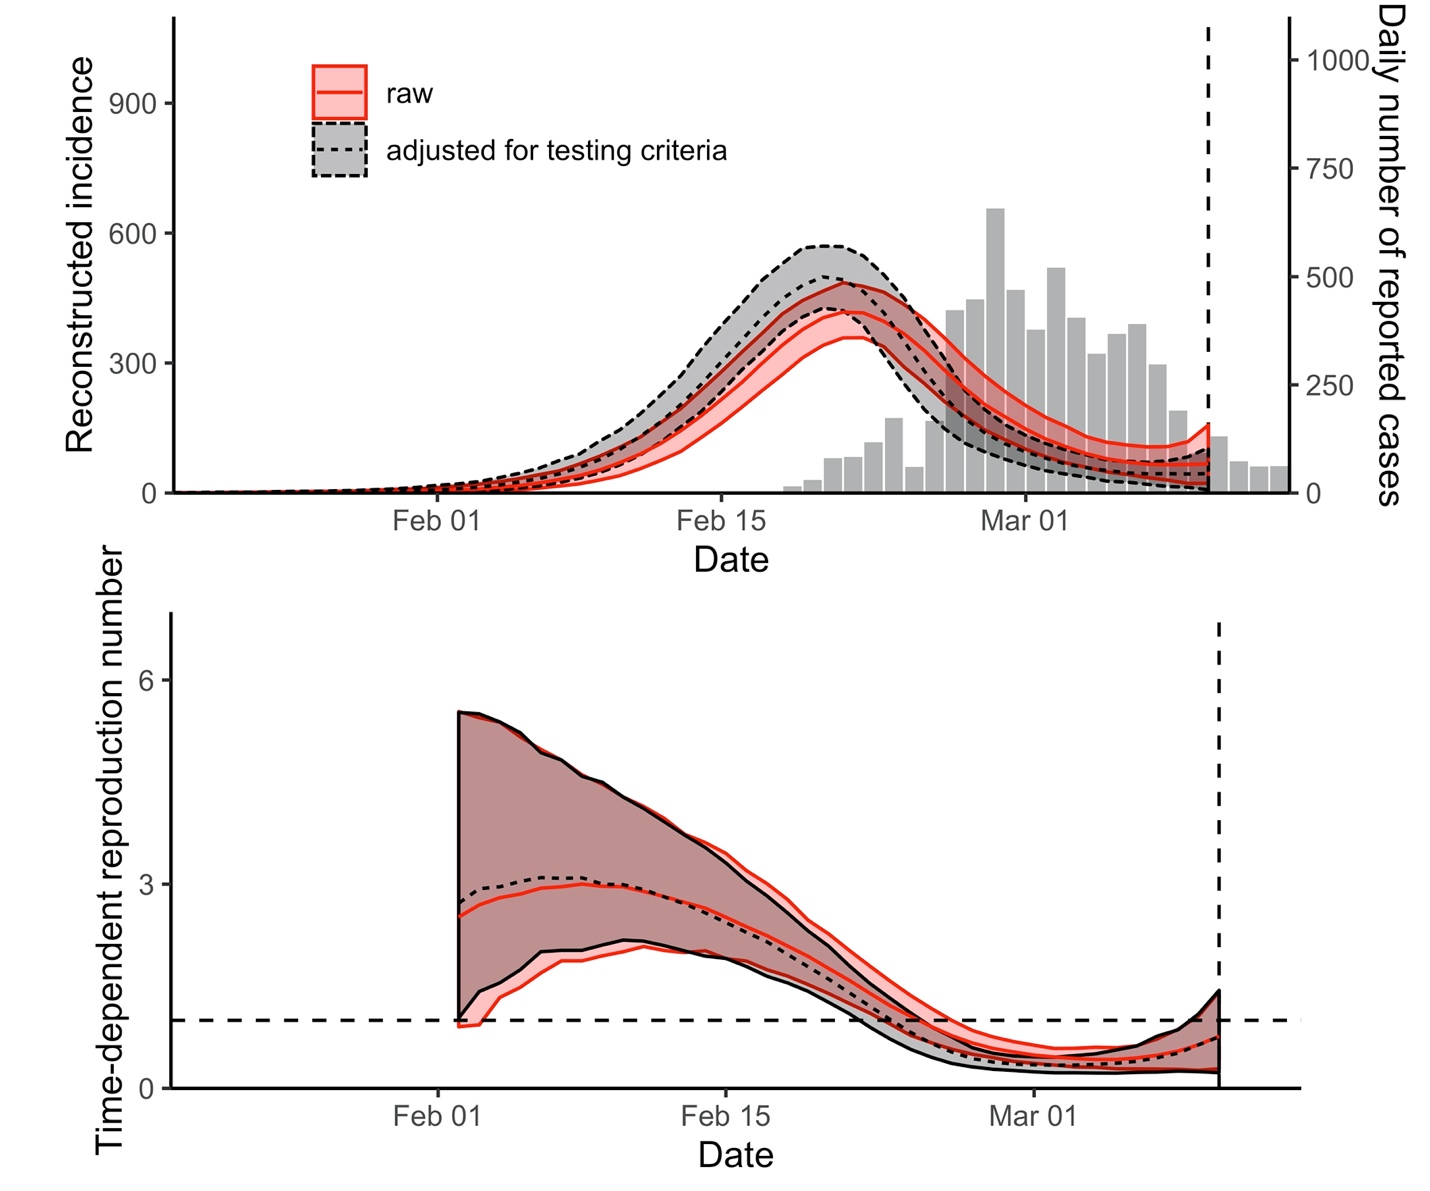 Reconstructed incidence
900
600
300
0
raw
adjusted for testing criteria
Daily number of reported cases
1000
750
500
250
0
Feb 01
Feb 15
Mar 01
Date
Time-dependent reproduction number
6
3
0
Feb 01
Feb 15
Mar 01
Date